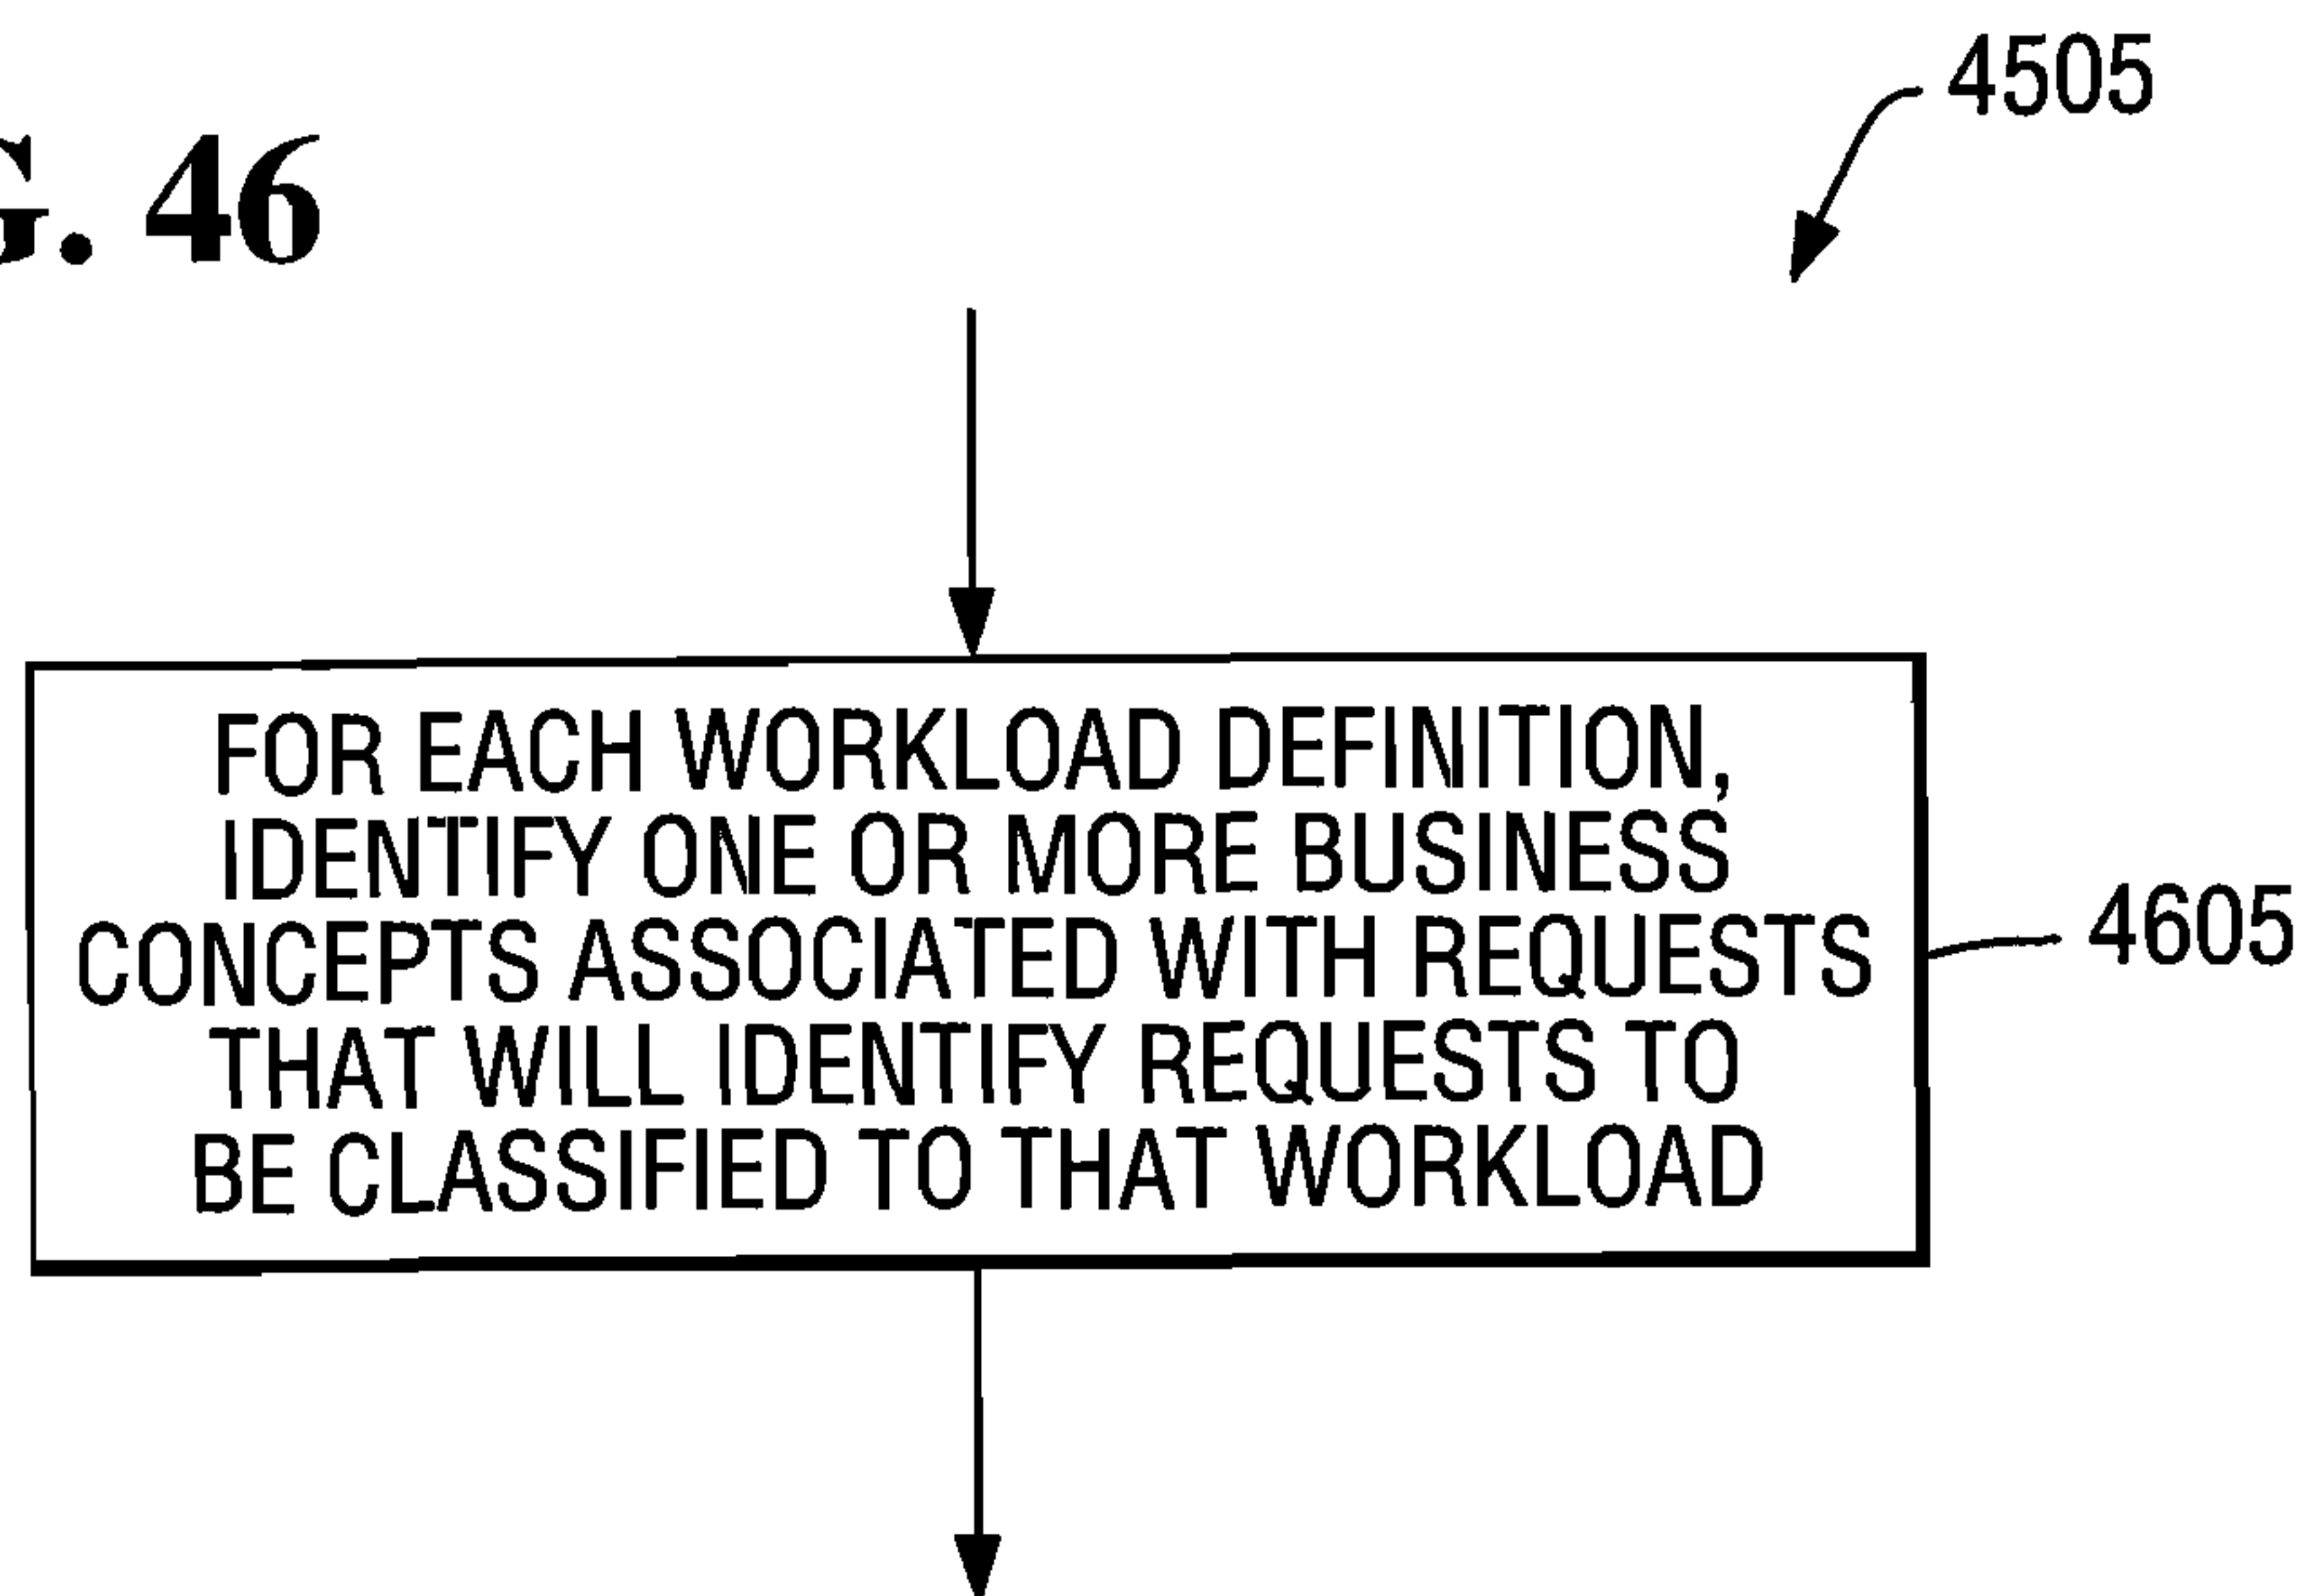 4505
G. 46
FOR EACH WORKLOAD DEFINITION,
IDENTIFY ONE OR MORE BUSINESS
CONCEPTS ASSOCIATED WITH REQUESTS
THAT WILL IDENTIFY REQUESTS TO
BE CLASSIFIED TO THAT WORKLOAD
4605